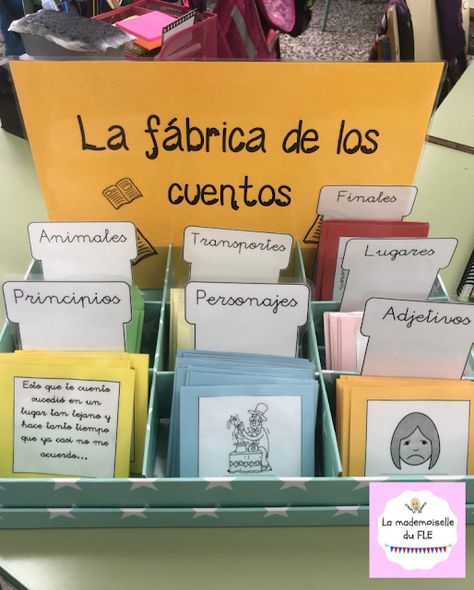 La fábrica de los
cuentos
Finales
Animales
Transportes
Lugares
Principios
Personajes
Adjetivos
Esto que te cuento
sucedió en un
lugar tan lejano y
hace tanto tiempo
que ya casi no me
acuerdo...
La mademoiselle
du FLE